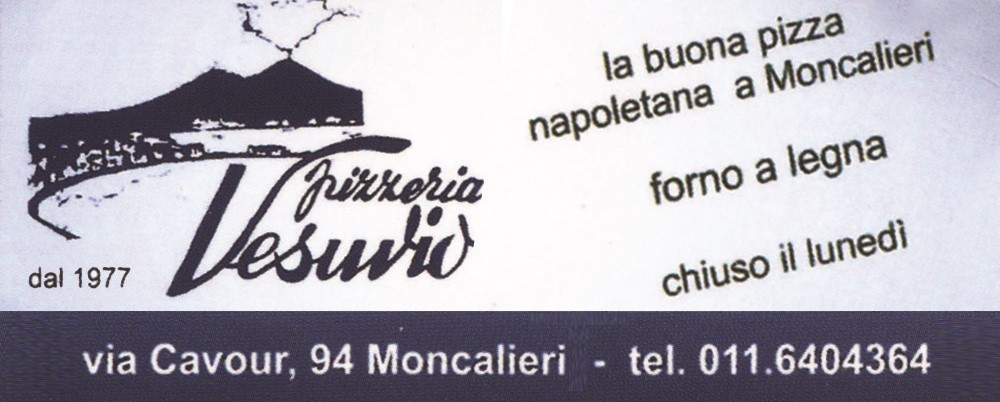 pizzeria
Vesuvio
dal 1977
la buona pizza
napoletana a Moncalieri
forno a legna
chiuso il lunedì
via Cavour, 94 Moncalieri - tel. 011.6404364